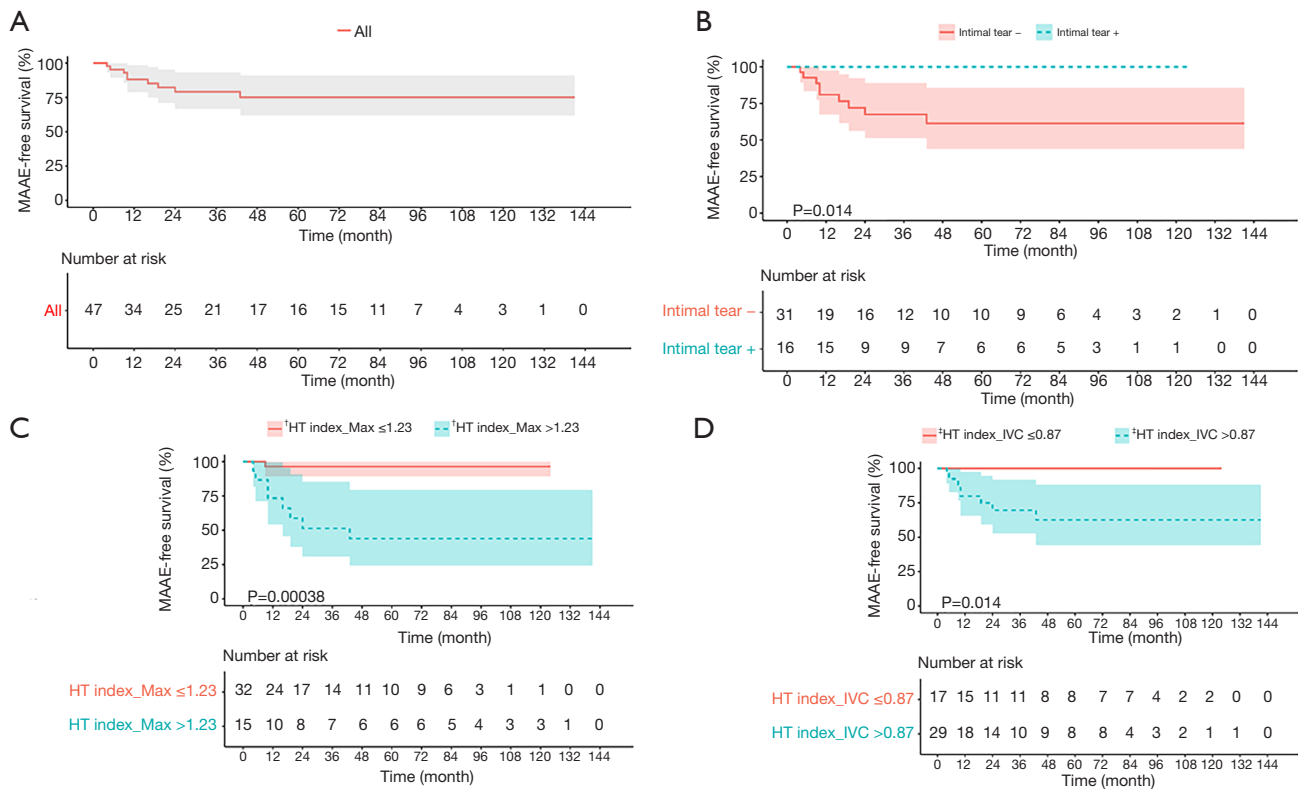 A
All
MAAE-free survival (%)
100
75
50
25
0
0 12 24 36 48 60 72 84 96 108 120 132 144
Time (month)
Number at risk
All 47 34 25 21 17 16 15 11 7 4 3 1 0
Time (month)
B
Intimal tear – Intimal tear +
MAAE-free survival (%)
100
75
50
25
0
P=0.014
0 12 24 36 48 60 72 84 96 108 120 132 144
Time (month)
Number at risk
Intimal tear – 31 19 16 12 10 10 9 6 4 3 2 1 0
Intimal tear + 16 15 9 9 7 6 6 5 3 1 1 0 0
0 12 24 36 48 60 72 84 96 108 120 132 144
Time (month)
C
†HT index_Max ≤1.23 †HT index_Max >1.23
MAAE-free survival (%)
100
75
50
25
0
P=0.00038
0 12 24 36 48 60 72 84 96 108 120 132 144
Time (month)
Number at risk
HT index_Max ≤1.23 32 24 17 14 11 10 9 6 3 1 1 0 0
HT index_Max >1.23 15 10 8 7 6 6 6 5 4 3 3 1 0
0 12 24 36 48 60 72 84 96 108 120 132 144
Time (month)
D
‡HT index_IVC ≤0.87 ‡HT index_IVC >0.87
MAAE-free survival (%)
100
75
50
25
0
P=0.014
0 12 24 36 48 60 72 84 96 108 120 132 144
Time (month)
Number at risk
HT index_IVC ≤0.87 17 15 11 11 8 8 7 7 4 2 2 0 0
HT index_IVC >0.87 29 18 14 10 9 8 8 4 3 2 1 1 0
0 12 24 36 48 60 72 84 96 108 120 132 144
Time (month)